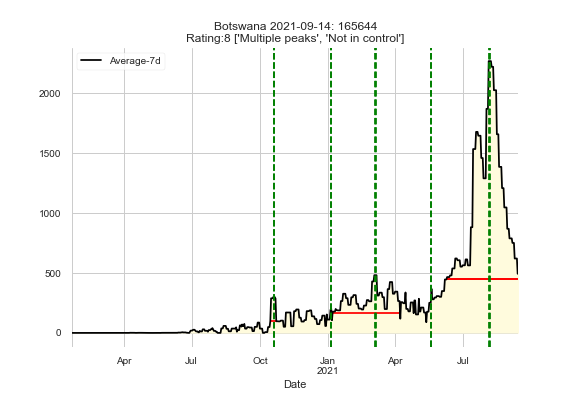 Botswana 2021-09-14: 165644
Rating:8 ['Multiple peaks', 'Not in control']
Average-7d
2000
1500
1000
500
0
Apr Jul Oct Jan Apr Jul
2021
Date